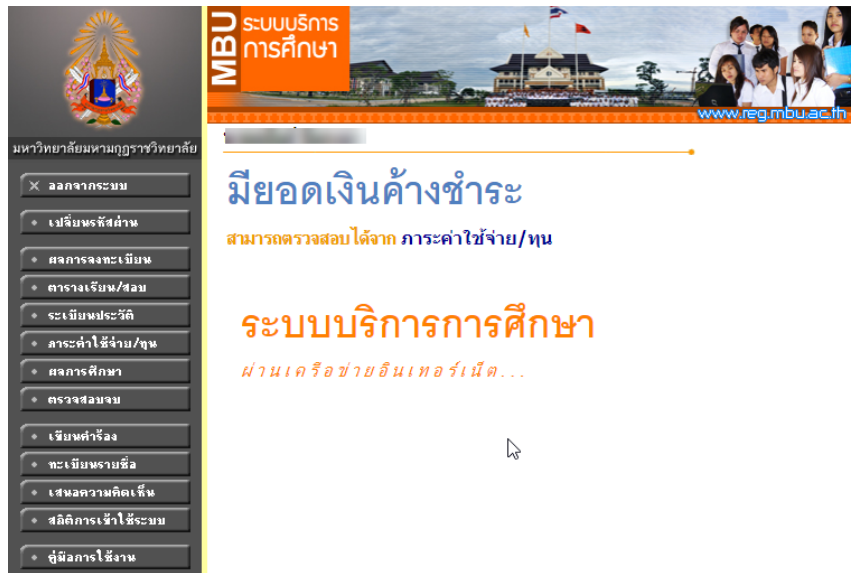 MBU ระบบบริการ
การศึกษา
www.reg.mbu.ac.th
มหาวิทยาลัยมหามกุฏราชวิทยาลัย
ออกจากระบบ
เปลี่ยนรหัสผ่าน
ผลการลงทะเบียน
ตารางเรียน/สอบ
ระเบียนประวัติ
ภาระค่าใช้จ่าย/ทุน
ผลการศึกษา
ตรวจสอบจบ
เขียนคำร้อง
ทะเบียนรายชื่อ
เสนอความคิดเห็น
สถิติการเข้าใช้ระบบ
คู่มือการใช้งาน
มียอดเงินค้างชำระ
สามารถตรวจสอบได้จาก ภาระค่าใช้จ่าย/ทุน
ระบบบริการการศึกษา
ผ่านเครือข่ายอินเทอร์เน็ต...